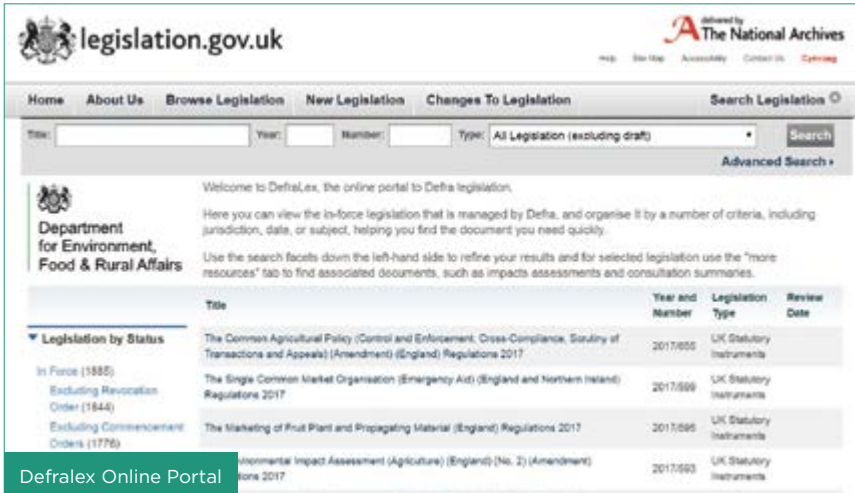 legislation.gov.uk
delivered by
The National Archives
Help Site Map Accessibility Contact Us Cymraeg
Home About Us Browse Legislation New Legislation Changes To Legislation Search Legislation
Title: Year: Number: Type: All Legislation (excluding draft) Search
Advanced Search
Department
for Environment,
Food & Rural Affairs
Welcome to DefraLex, the online portal to Defra legislation.
Here you can view the in-force legislation that is managed by Defra, and organise it by a number of criteria, including
jurisdiction, date, or subject, helping you find the document you need quickly.
Use the search facets down the left-hand side to refine your results and for selected legislation use the "more
resources" tab to find associated documents, such as impacts assessments and consultation summaries.
Legislation by Status
In Force (1885)
Excluding Revocation
Order (1844)
Excluding Commencement
Orders (1776)
Title
Year and
Number
Legislation
Type
Review
Date
The Common Agricultural Policy (Control and Enforcement, Cross-Compliance, Scrutiny of
Transactions and Appeals) (Amendment) (England) Regulations 2017
2017/655
UK Statutory
Instruments
The Single Common Market Organisation (Emergency Aid) (England and Northern Ireland)
Regulations 2017
2017/599
UK Statutory
Instruments
The Marketing of Fruit Plant and Propagating Material (England) Regulations 2017
2017/595
UK Statutory
Instruments
Impact Assessment (Agriculture) (England) (No. 2) (Amendment)
2017
2017/593
UK Statutory
Instruments
Defralex Online Portal